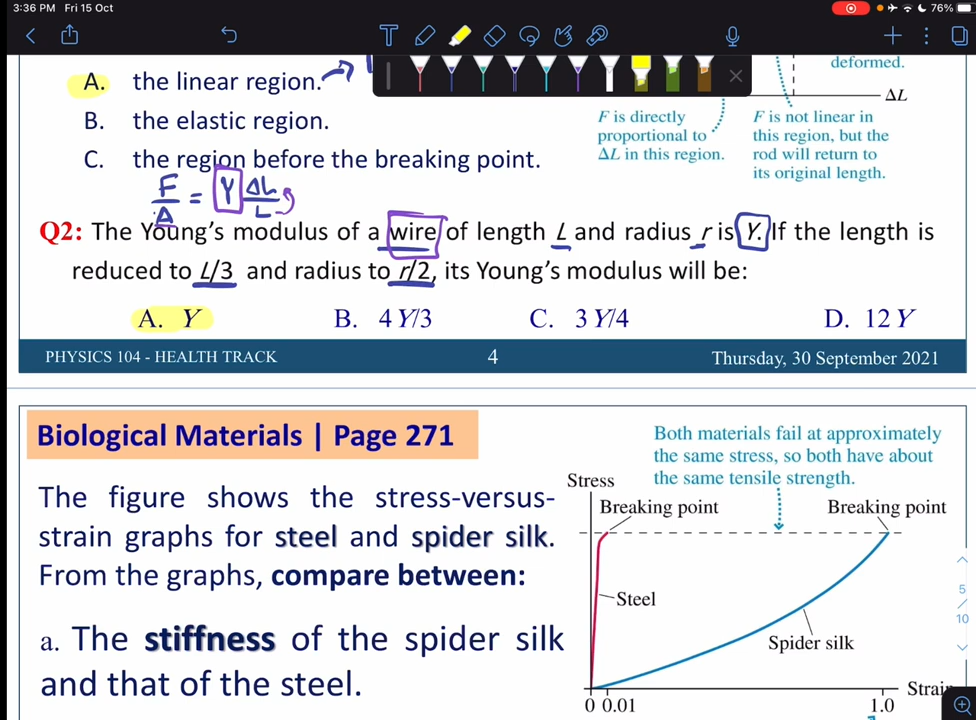 3:36 PM Fri 15 Oct
76%
A. the linear region.
deformed.
ΔL
B. the elastic region.
F is directly
proportional to
ΔL in this region.
F is not linear in
this region, but the
rod will return to
its original length.
C. the region before the breaking point.
F/A = Y ΔL/L
Q2: The Young's modulus of a wire of length L and radius r is Y. If the length is
reduced to L/3 and radius to r/2, its Young's modulus will be:
A. Y B. 4Y/3 C. 3Y/4 D. 12Y
PHYSICS 104 - HEALTH TRACK 4 Thursday, 30 September 2021
Biological Materials | Page 271
The figure shows the stress-versus-
strain graphs for steel and spider silk.
From the graphs, compare between:
a. The stiffness of the spider silk
and that of the steel.
Both materials fail at approximately
the same stress, so both have about
the same tensile strength.
Stress
Breaking point Breaking point
Steel
Spider silk
Strain
0 0.01 1.0
5
/
10